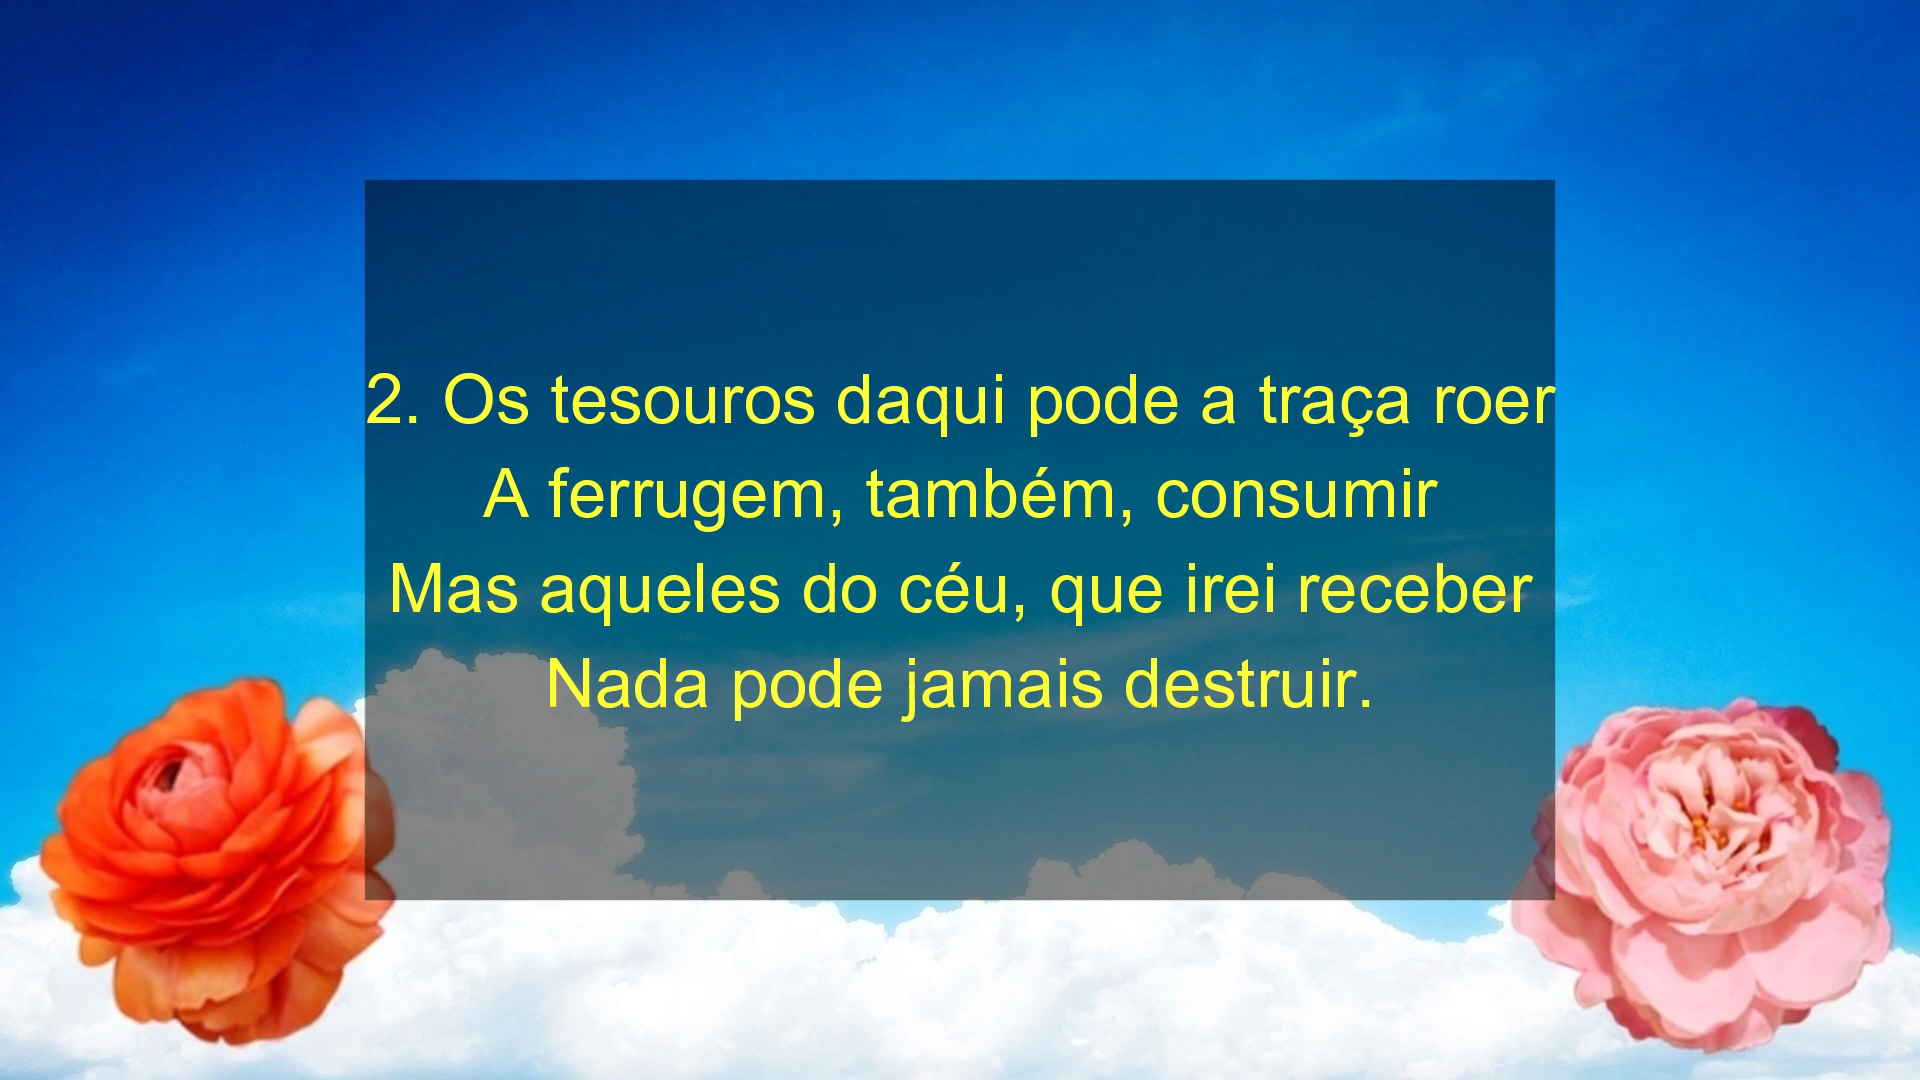 2. Os tesouros daqui pode a traça roer
A ferrugem, também, consumir
Mas aqueles do céu, que irei receber
Nada pode jamais destruir.